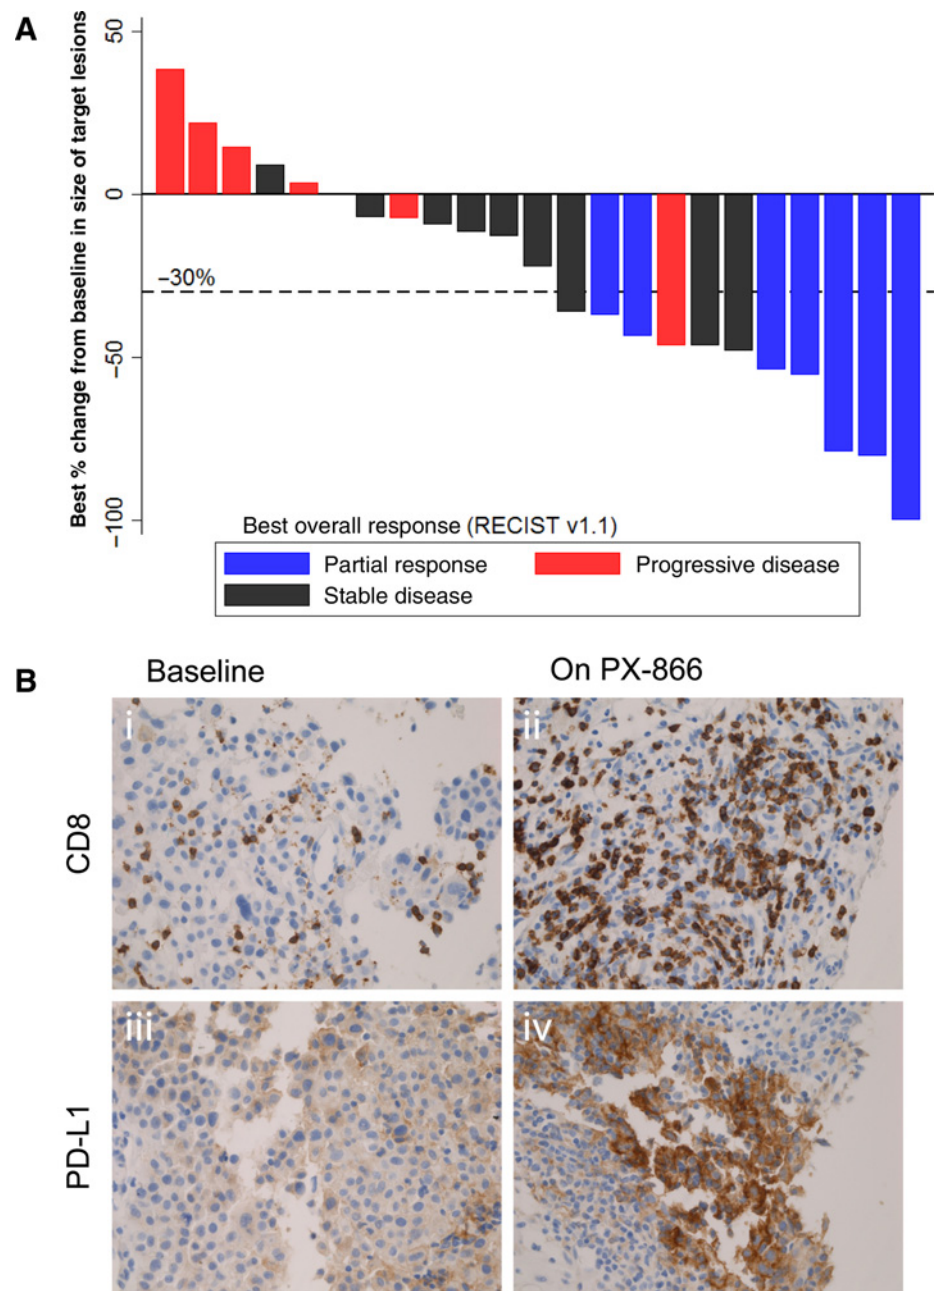 A
Best % change from baseline in size of target lesions
50
0
−50
−100
−30%
Best overall response (RECIST v1.1)
Partial response
Progressive disease
Stable disease
B
Baseline
On PX-866
CD8
i
ii
PD-L1
iii
iv